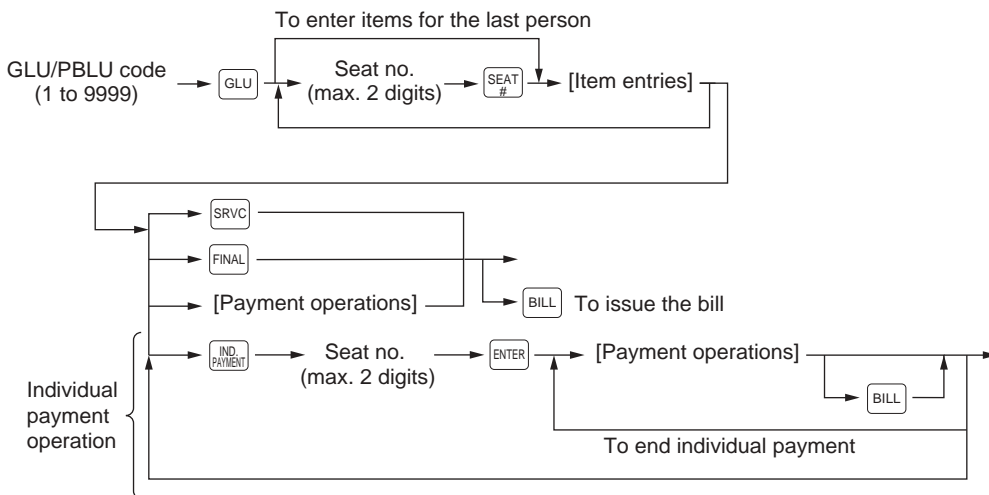 To enter items for the last person
GLU/PBLU code
(1 to 9999)
GLU
Seat no.
(max. 2 digits)
SEAT
#
[Item entries]
SRVC
FINAL
[Payment operations]
BILL
To issue the bill
Individual
payment
operation
IND.
PAYMENT
Seat no.
(max. 2 digits)
ENTER
[Payment operations]
BILL
To end individual payment